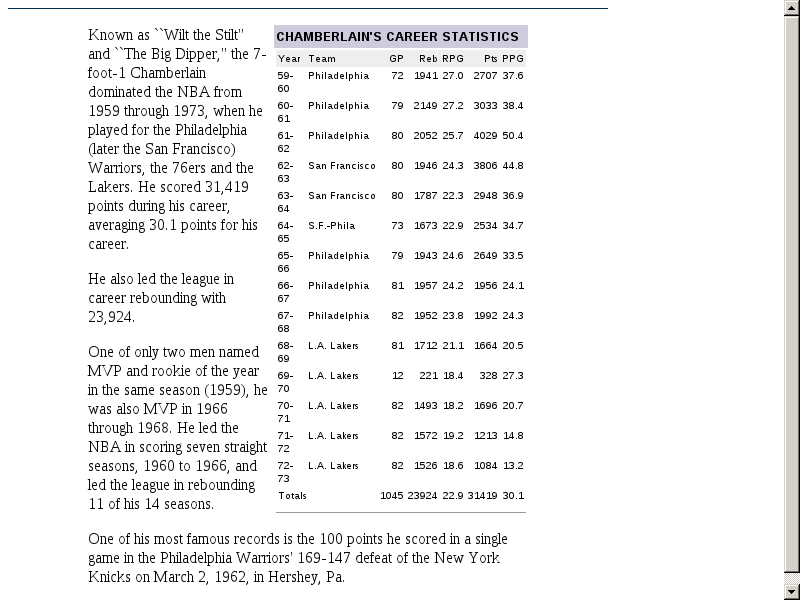 Known as ``Wilt the Stilt''
and ``The Big Dipper,'' the 7-
foot-1 Chamberlain
dominated the NBA from
1959 through 1973, when he
played for the Philadelphia
(later the San Francisco)
Warriors, the 76ers and the
Lakers. He scored 31,419
points during his career,
averaging 30.1 points for his
career.
He also led the league in
career rebounding with
23,924.
One of only two men named
MVP and rookie of the year
in the same season (1959), he
was also MVP in 1966
through 1968. He led the
NBA in scoring seven straight
seasons, 1960 to 1966, and
led the league in rebounding
11 of his 14 seasons.
CHAMBERLAIN'S CAREER STATISTICS
Year Team GP Reb RPG Pts PPG
59-
60 Philadelphia 72 1941 27.0 2707 37.6
60-
61 Philadelphia 79 2149 27.2 3033 38.4
61-
62 Philadelphia 80 2052 25.7 4029 50.4
62-
63 San Francisco 80 1946 24.3 3806 44.8
63-
64 San Francisco 80 1787 22.3 2948 36.9
64-
65 S.F.-Phila 73 1673 22.9 2534 34.7
65-
66 Philadelphia 79 1943 24.6 2649 33.5
66-
67 Philadelphia 81 1957 24.2 1956 24.1
67-
68 Philadelphia 82 1952 23.8 1992 24.3
68-
69 L.A. Lakers 81 1712 21.1 1664 20.5
69-
70 L.A. Lakers 12 221 18.4 328 27.3
70-
71 L.A. Lakers 82 1493 18.2 1696 20.7
71-
72 L.A. Lakers 82 1572 19.2 1213 14.8
72-
73 L.A. Lakers 82 1526 18.6 1084 13.2
Totals 1045 23924 22.9 31419 30.1
One of his most famous records is the 100 points he scored in a single
game in the Philadelphia Warriors' 169-147 defeat of the New York
Knicks on March 2, 1962, in Hershey, Pa.